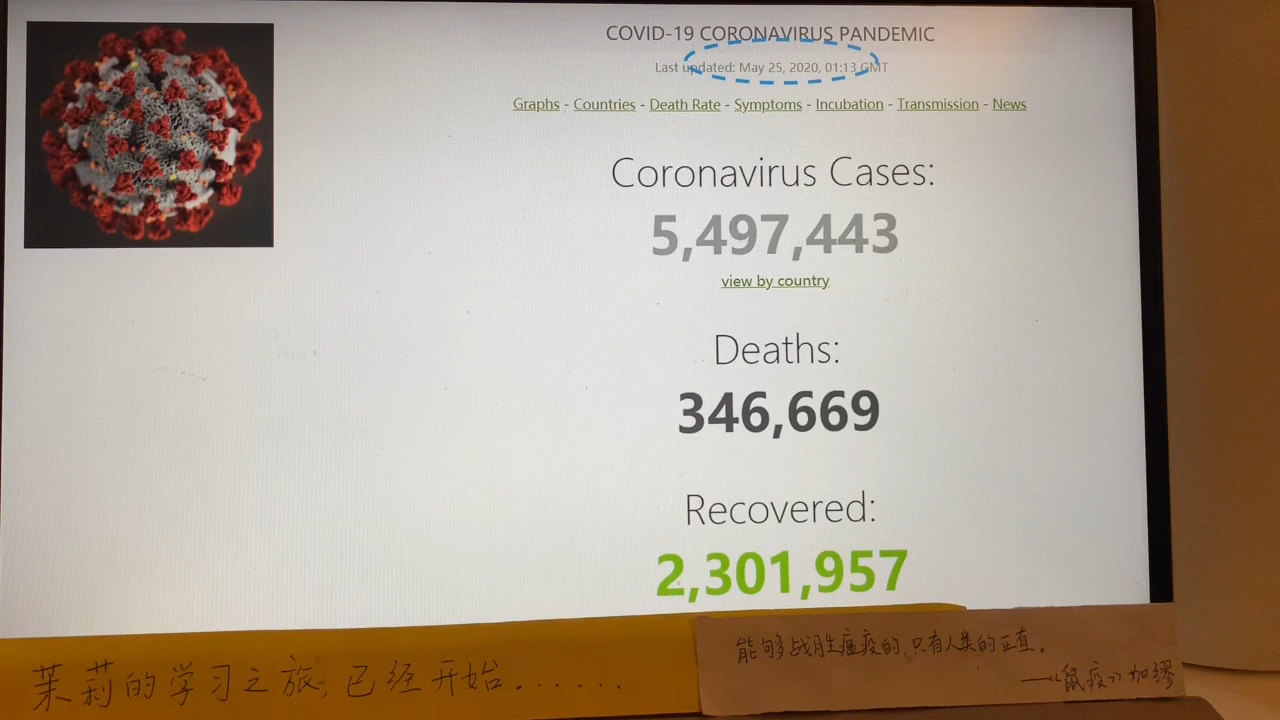 COVID-19 CORONAVIRUS PANDEMIC
Last updated: May 25, 2020, 01:13 GMT
Graphs - Countries - Death Rate - Symptoms - Incubation - Transmission - News
Coronavirus Cases:
5,497,443
view by country
Deaths:
346,669
Recovered:
2,301,957
茉莉的学习之旅,已经开始。......
能够战胜瘟疫的,只有人类的正直。
——《鼠疫》加缪